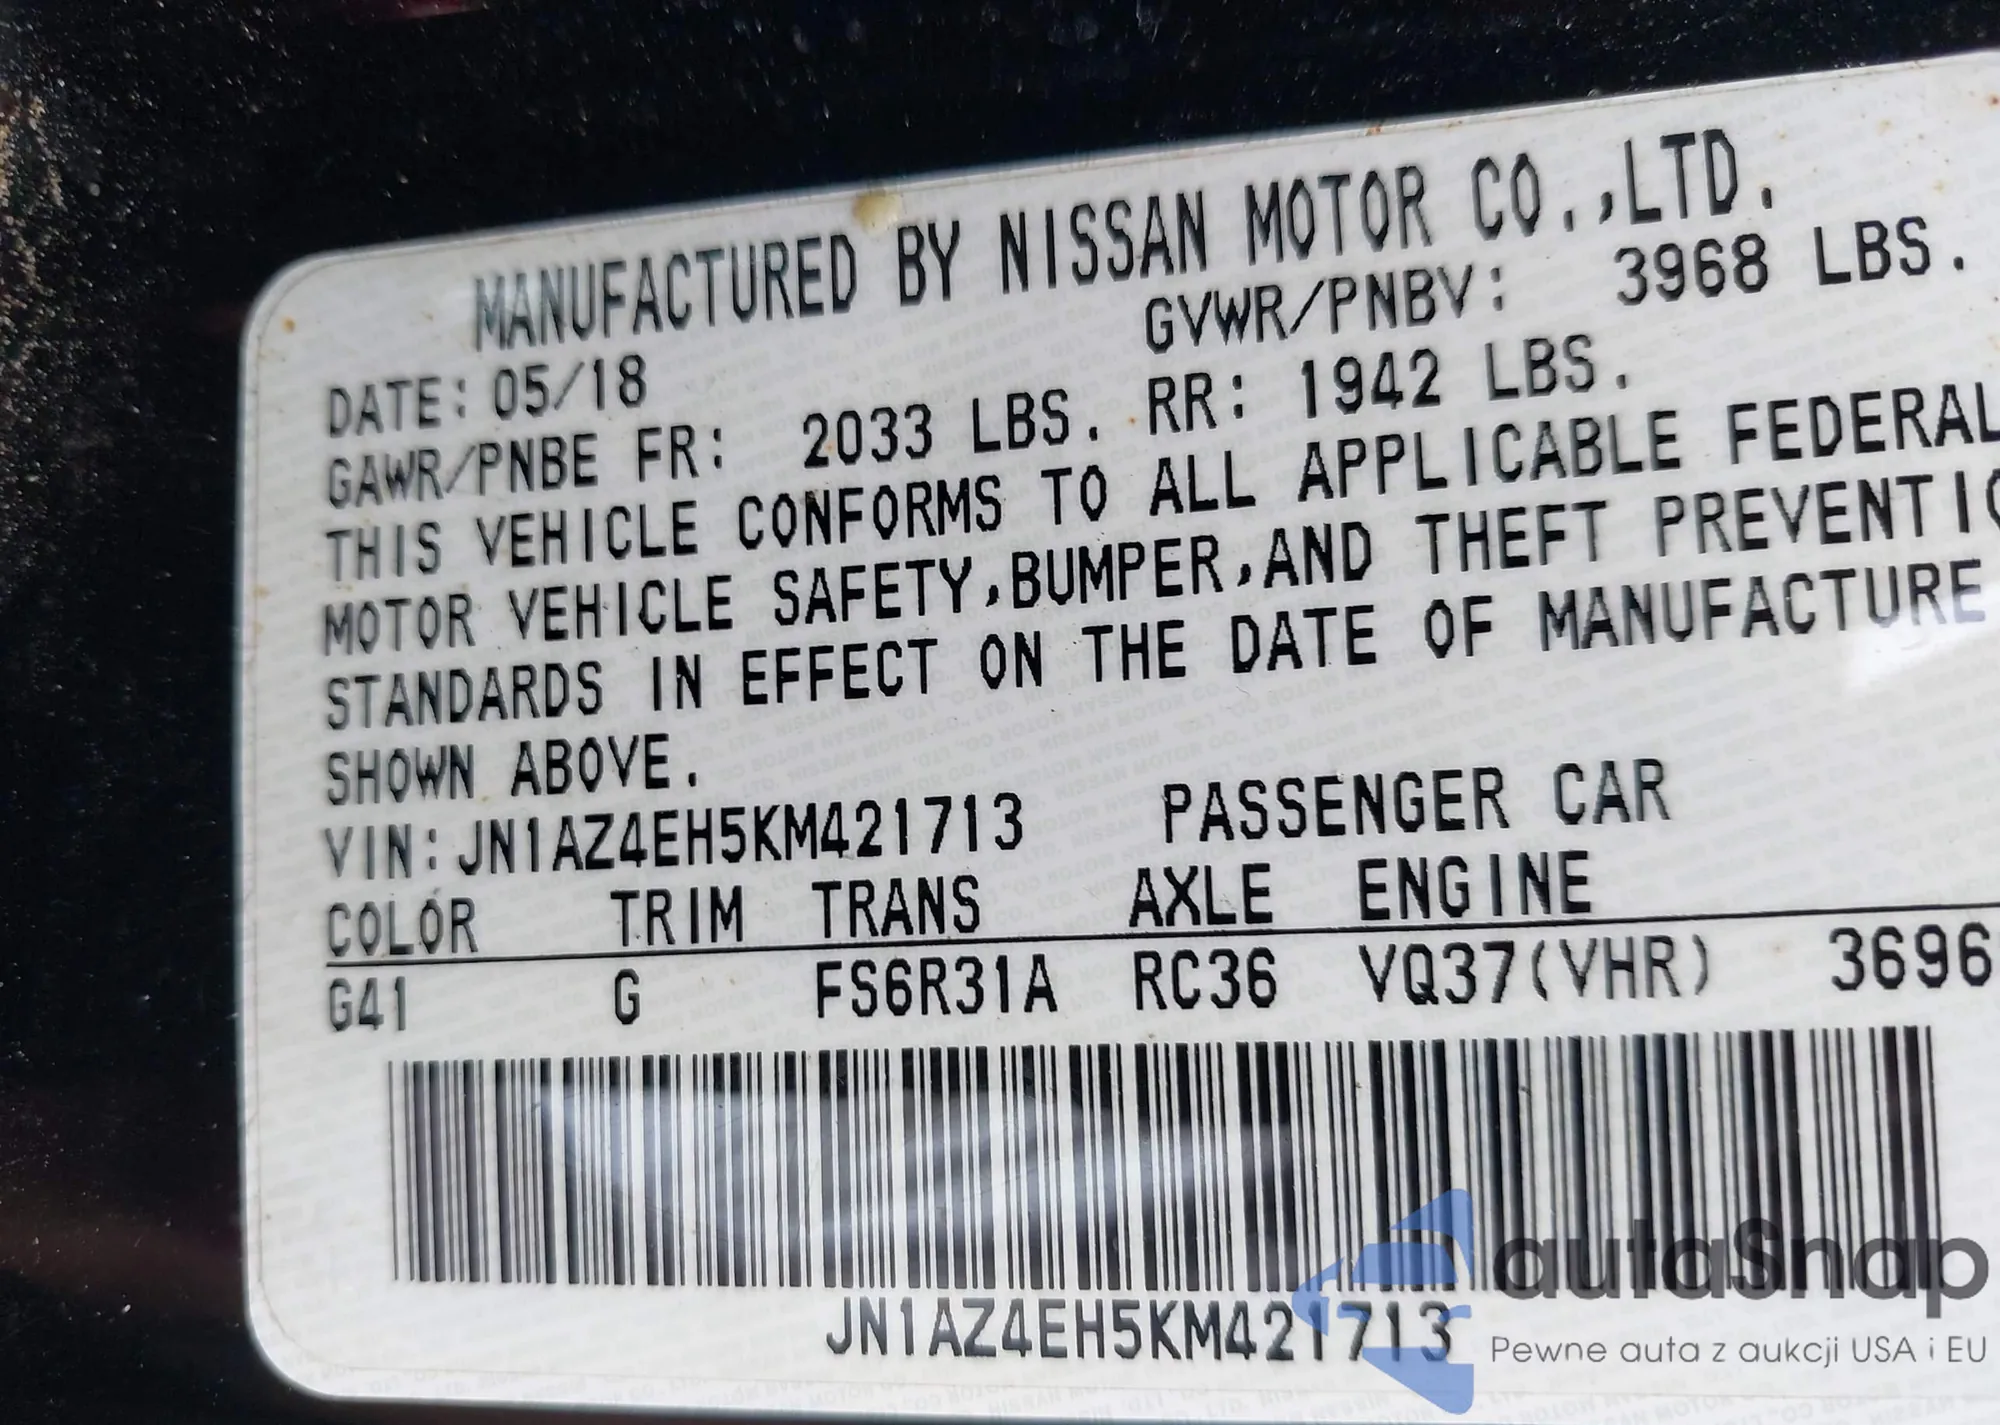 MANUFACTURED BY NISSAN MOTOR CO.,LTD.
DATE: 05/18 GVWR/PNBV: 3968 LBS.
GAWR/PNBE FR: 2033 LBS. RR: 1942 LBS.
THIS VEHICLE CONFORMS TO ALL APPLICABLE FEDERAL
MOTOR VEHICLE SAFETY,BUMPER,AND THEFT PREVENTIO
STANDARDS IN EFFECT ON THE DATE OF MANUFACTURE
SHOWN ABOVE.
VIN: JN1AZ4EH5KM421713 PASSENGER CAR
COLOR TRIM TRANS AXLE ENGINE
G41 G FS6R31A RC36 VQ37(VHR) 3696
JN1AZ4EH5KM421713
autoSnap
Pewne auta z aukcji USA i EU